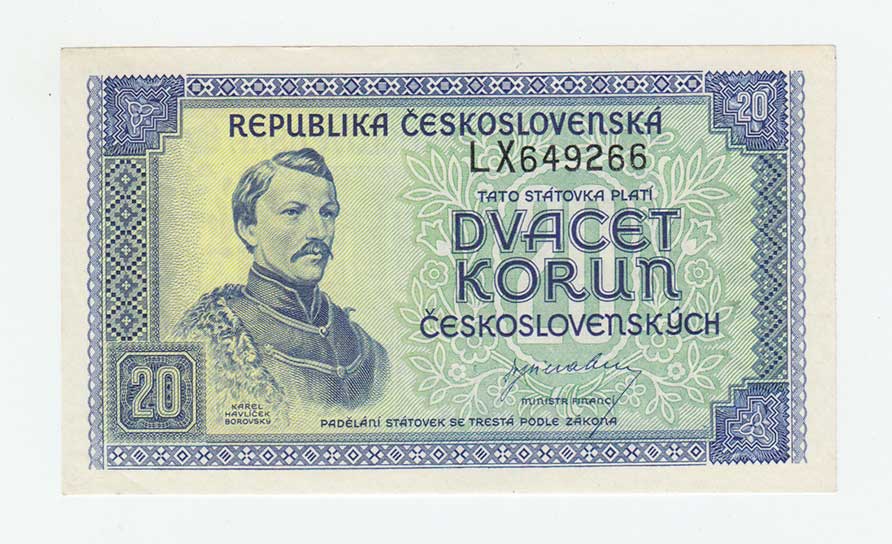 20
REPUBLIKA ČESKOSLOVENSKÁ
LX649266
TATO STÁTOVKA PLATÍ
DVACET
KORUN
ČESKOSLOVENSKÝCH
MINISTR FINANCÍ
20
KAREL
HAVLÍČEK
BOROVSKÝ
PADĚLÁNÍ STÁTOVEK SE TRESTÁ PODLE ZÁKONA